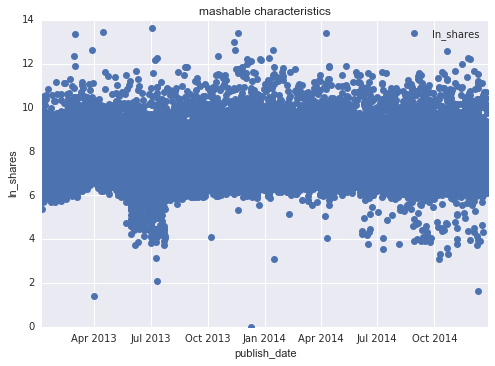 mashable characteristics
ln_shares
14
12
10
8
6
4
2
0
ln_shares
Apr 2013
Jul 2013
Oct 2013
Jan 2014
Apr 2014
Jul 2014
Oct 2014
publish_date